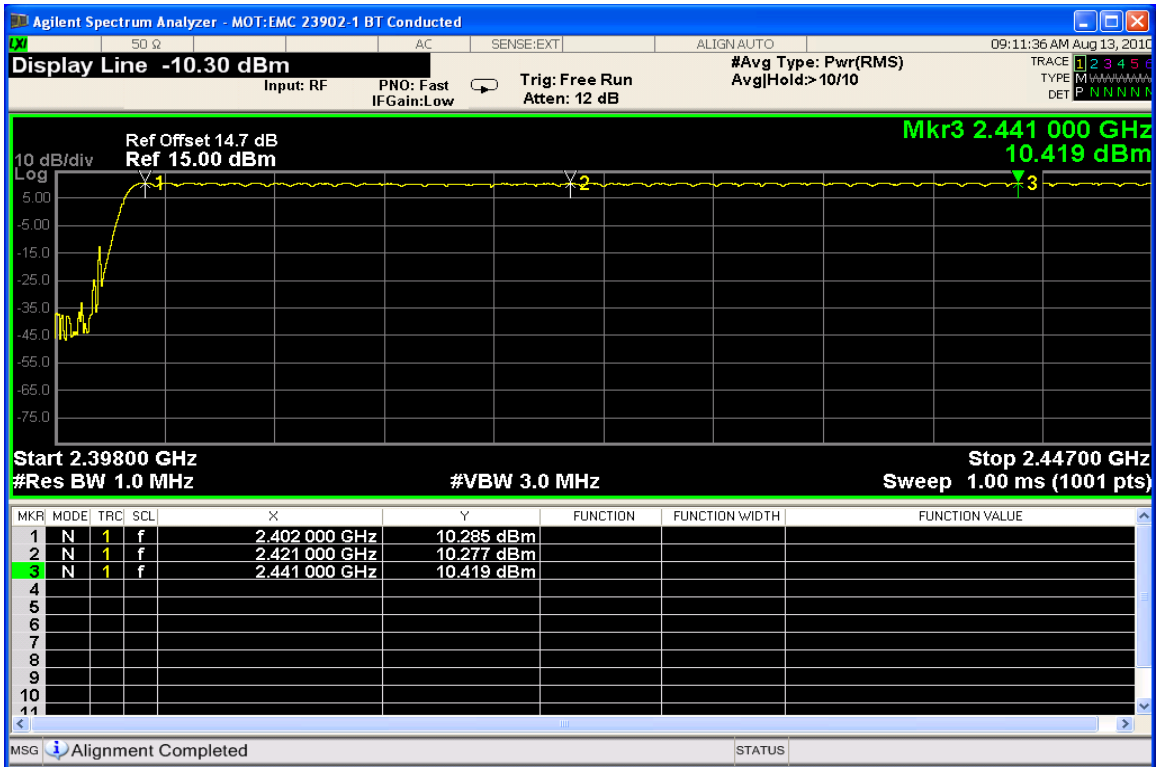 Agilent Spectrum Analyzer - MOT:EMC 23902-1 BT Conducted
LXI 50 Ω AC SENSE:EXT ALIGN AUTO 09:11:36 AM Aug 13, 2010
Display Line -10.30 dBm
Input: RF
PNO: Fast
IFGain:Low
Trig: Free Run
Atten: 12 dB
#Avg Type: Pwr(RMS)
Avg|Hold:>10/10
TRACE 1 2 3 4 5 6
TYPE M
DET P N N N N N
Mkr3 2.441 000 GHz
10.419 dBm
Ref Offset 14.7 dB
10 dB/div Ref 15.00 dBm
Log
1 2 3
5.00
-5.00
-15.0
-25.0
-35.0
-45.0
-55.0
-65.0
-75.0
Start 2.39800 GHz Stop 2.44700 GHz
#Res BW 1.0 MHz #VBW 3.0 MHz Sweep 1.00 ms (1001 pts)
MKR MODE TRC SCL X Y FUNCTION FUNCTION WIDTH FUNCTION VALUE
1 N 1 f 2.402 000 GHz 10.285 dBm
2 N 1 f 2.421 000 GHz 10.277 dBm
3 N 1 f 2.441 000 GHz 10.419 dBm
4
5
6
7
8
9
10
11
MSG Alignment Completed STATUS